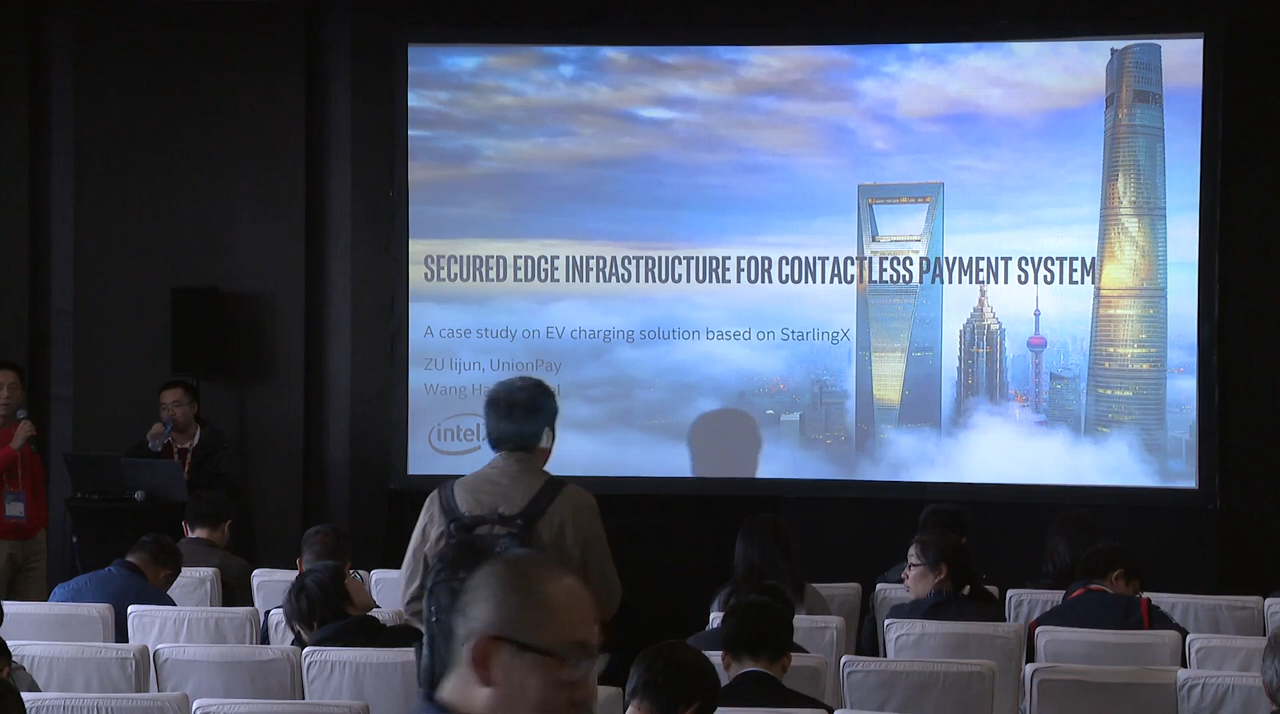 SECURED EDGE INFRASTRUCTURE FOR CONTACTLESS PAYMENT SYSTEM
A case study on EV charging solution based on StarlingX
ZU lijun, UnionPay
Wang
intel